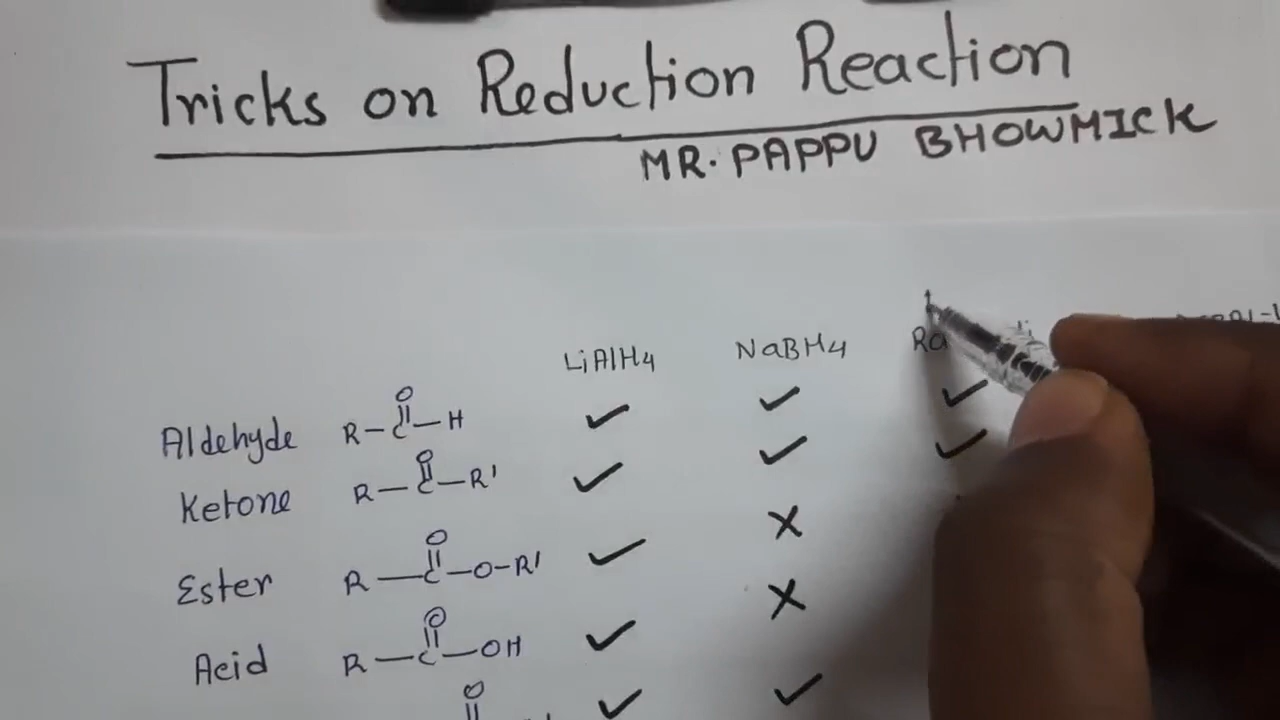 Tricks on Reduction Reaction
MR. PAPPU BHOWMICK
LiAlH4 NaBH4
Aldehyde R-C-H O ✓ ✓ ✓
Ketone R-C-R' O ✓ ✓ ✓
Ester R-C-O-R' O ✓ X
Acid R-C-OH O ✓ X
O ✓ ✓